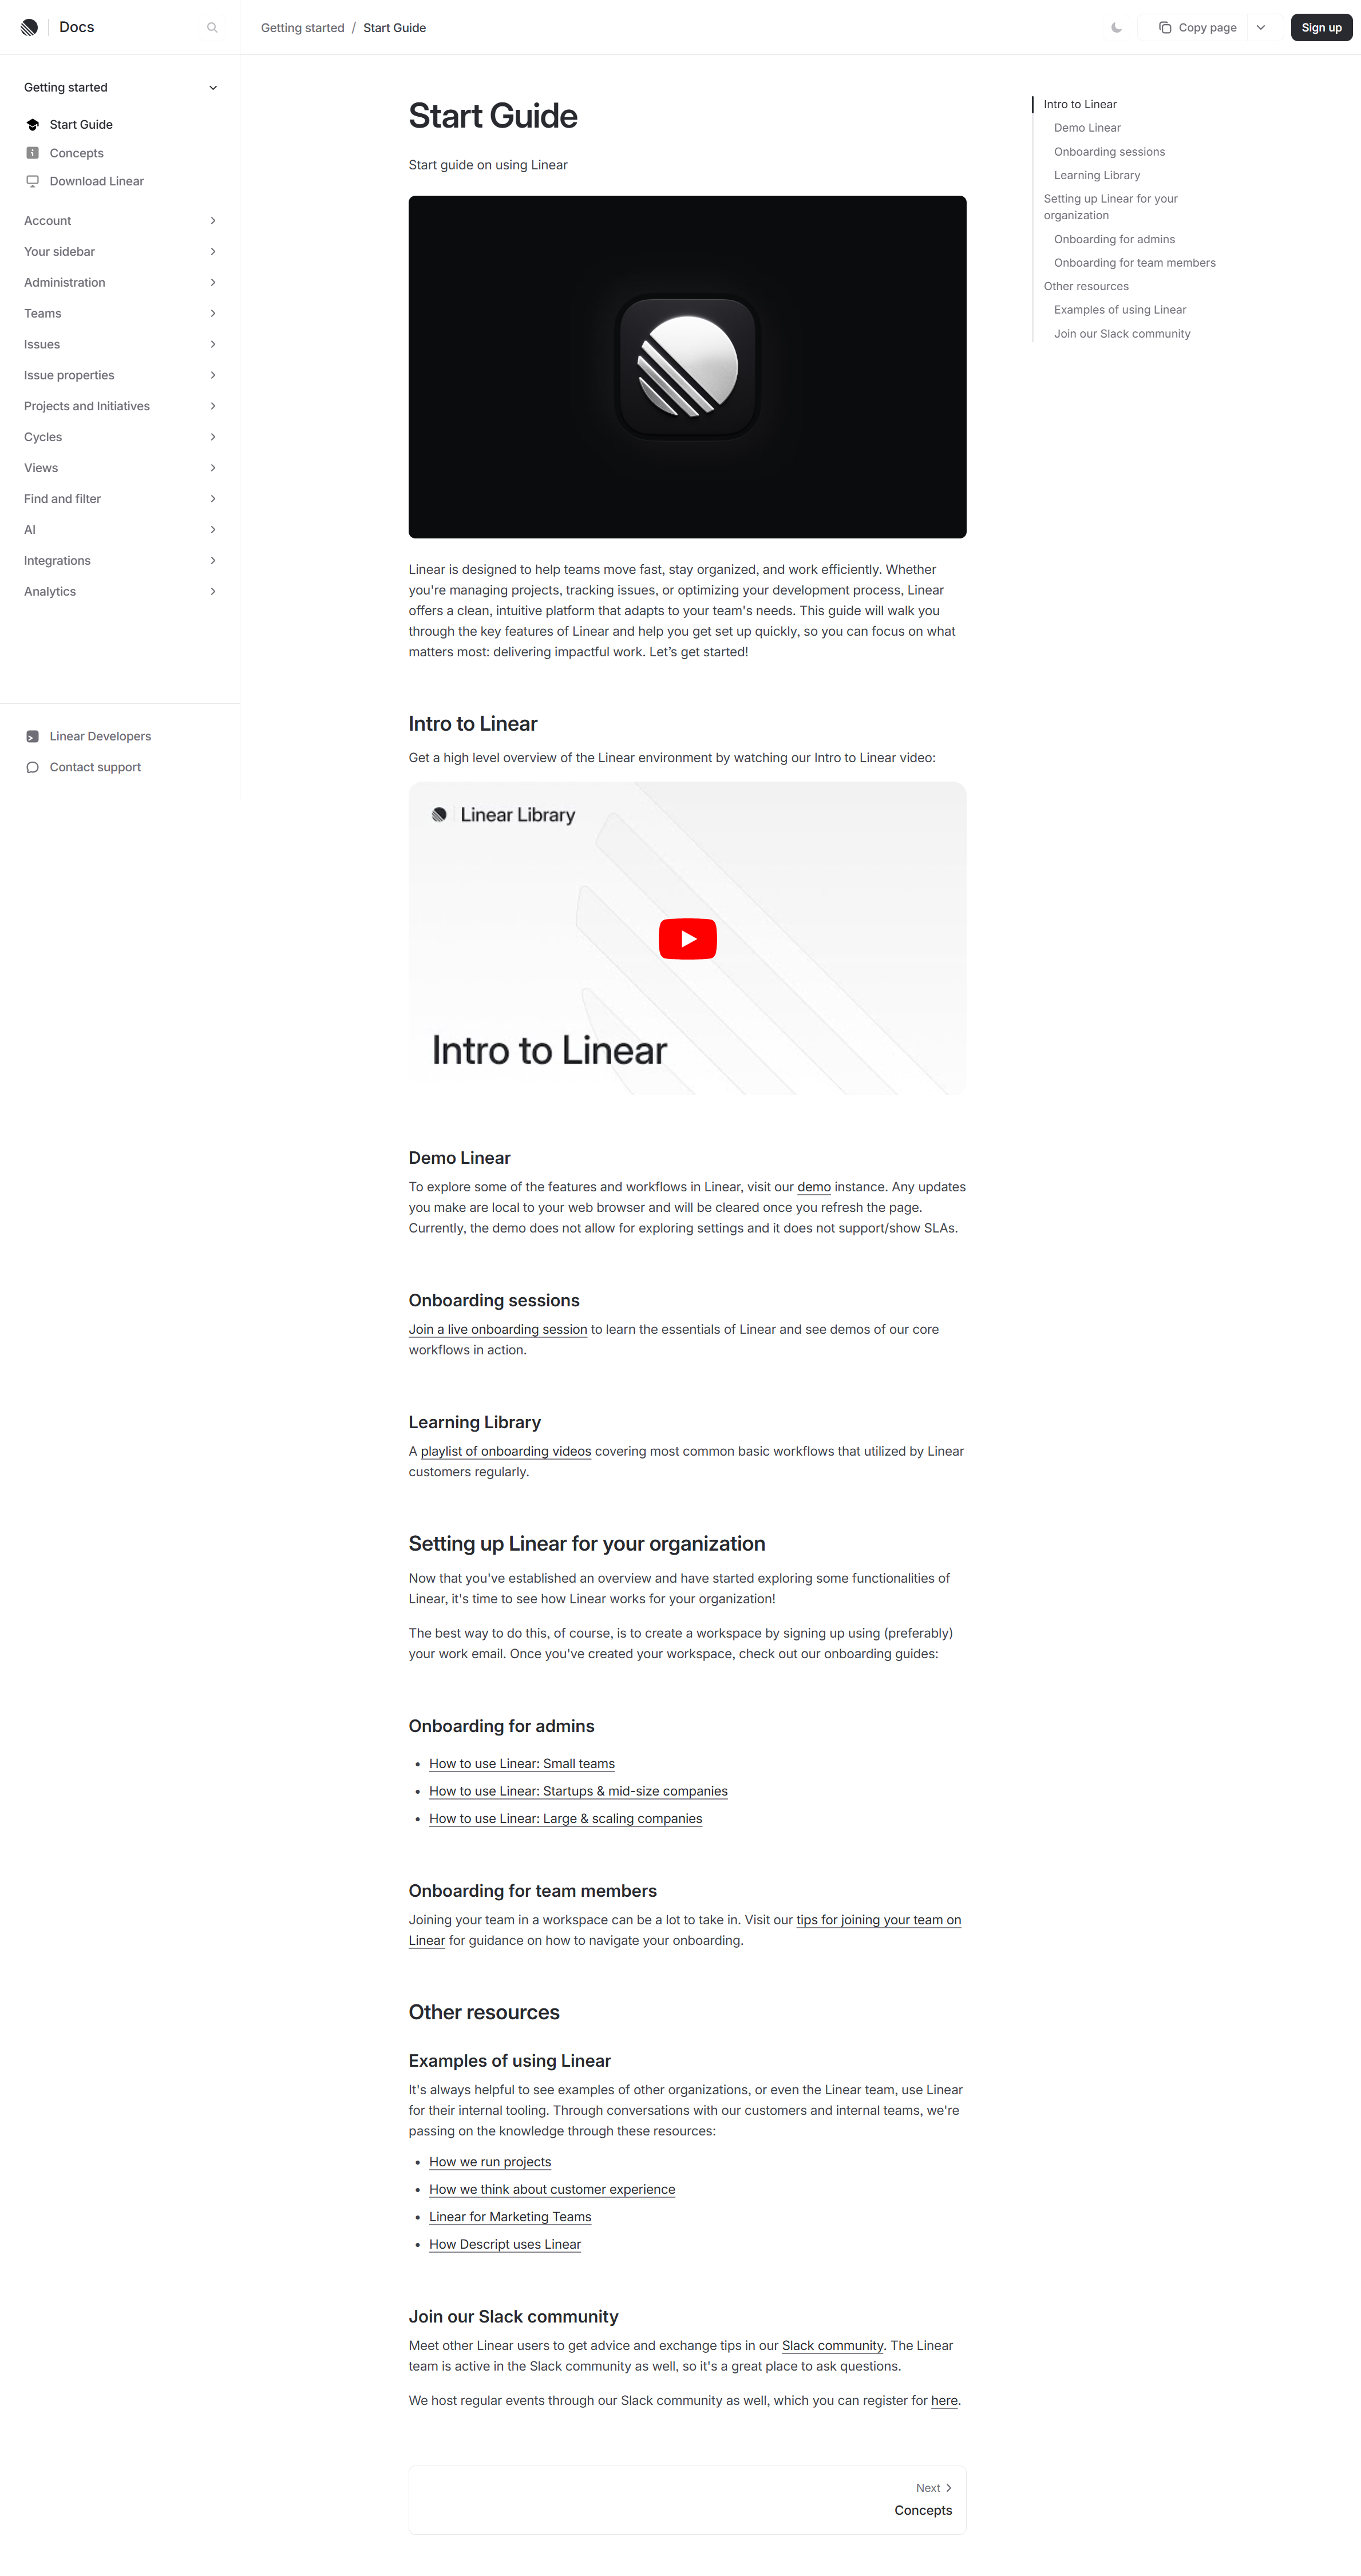 Docs
Getting started / Start Guide
Copy page
Sign up
Getting started
Start Guide
Concepts
Download Linear
Account
Your sidebar
Administration
Teams
Issues
Issue properties
Projects and Initiatives
Cycles
Views
Find and filter
AI
Integrations
Analytics
Linear Developers
Contact support
Start Guide
Start guide on using Linear
Linear is designed to help teams move fast, stay organized, and work efficiently. Whether
you're managing projects, tracking issues, or optimizing your development process, Linear
offers a clean, intuitive platform that adapts to your team's needs. This guide will walk you
through the key features of Linear and help you get set up quickly, so you can focus on what
matters most: delivering impactful work. Let’s get started!
Intro to Linear
Get a high level overview of the Linear environment by watching our Intro to Linear video:
Linear Library
Intro to Linear
Demo Linear
To explore some of the features and workflows in Linear, visit our demo instance. Any updates
you make are local to your web browser and will be cleared once you refresh the page.
Currently, the demo does not allow for exploring settings and it does not support/show SLAs.
Onboarding sessions
Join a live onboarding session to learn the essentials of Linear and see demos of our core
workflows in action.
Learning Library
A playlist of onboarding videos covering most common basic workflows that utilized by Linear
customers regularly.
Setting up Linear for your organization
Now that you've established an overview and have started exploring some functionalities of
Linear, it's time to see how Linear works for your organization!
The best way to do this, of course, is to create a workspace by signing up using (preferably)
your work email. Once you've created your workspace, check out our onboarding guides:
Onboarding for admins
• How to use Linear: Small teams
• How to use Linear: Startups & mid-size companies
• How to use Linear: Large & scaling companies
Onboarding for team members
Joining your team in a workspace can be a lot to take in. Visit our tips for joining your team on
Linear for guidance on how to navigate your onboarding.
Other resources
Examples of using Linear
It's always helpful to see examples of other organizations, or even the Linear team, use Linear
for their internal tooling. Through conversations with our customers and internal teams, we're
passing on the knowledge through these resources:
• How we run projects
• How we think about customer experience
• Linear for Marketing Teams
• How Descript uses Linear
Join our Slack community
Meet other Linear users to get advice and exchange tips in our Slack community. The Linear
team is active in the Slack community as well, so it's a great place to ask questions.
We host regular events through our Slack community as well, which you can register for here.
Next
Concepts
Intro to Linear
Demo Linear
Onboarding sessions
Learning Library
Setting up Linear for your
organization
Onboarding for admins
Onboarding for team members
Other resources
Examples of using Linear
Join our Slack community